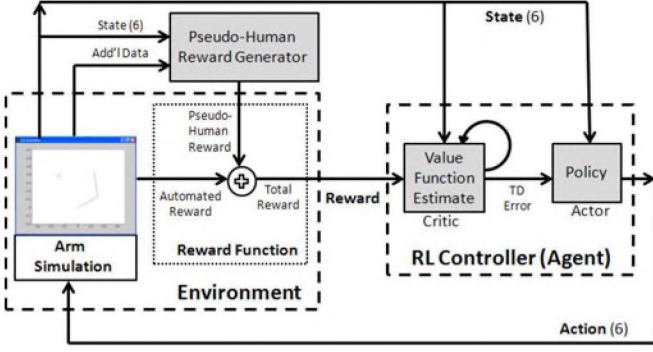 State (6)
Add'l Data
Pseudo-Human
Reward Generator
State (6)
Pseudo-
Human
Reward
Automated
Reward
Total
Reward
Reward
Reward Function
Arm
Simulation
Environment
Value
Function
Estimate
Critic
TD
Error
Policy
Actor
RL Controller (Agent)
Action (6)